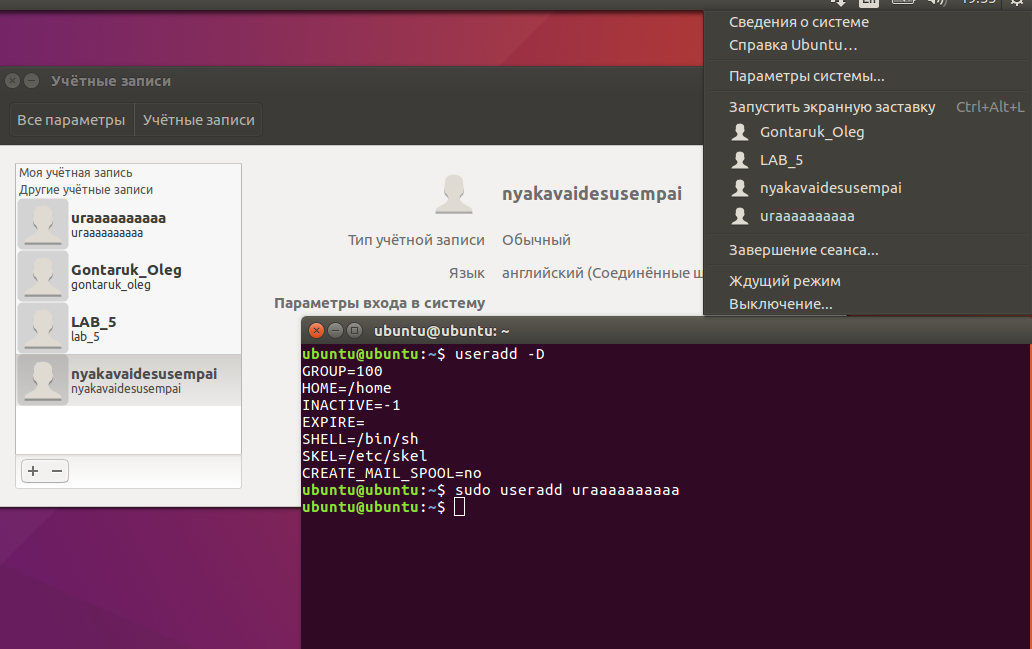 En 19:55
Сведения о системе
Справка Ubuntu…
Параметры системы…
Запустить экранную заставку Ctrl+Alt+L
Gontaruk_Oleg
LAB_5
nyakavaidesusempai
uraaaaaaaaaa
Завершение сеанса…
Ждущий режим
Выключение…
Учётные записи
Все параметры Учётные записи
Моя учётная запись
Другие учётные записи
uraaaaaaaaaa
uraaaaaaaaaa
Gontaruk_Oleg
gontaruk_oleg
LAB_5
lab_5
nyakavaidesusempai
nyakavaidesusempai
nyakavaidesusempai
Тип учётной записи Обычный
Язык английский (Соединённые ш
Параметры входа в систему
ubuntu@ubuntu: ~
ubuntu@ubuntu:~$ useradd -D
GROUP=100
HOME=/home
INACTIVE=-1
EXPIRE=
SHELL=/bin/sh
SKEL=/etc/skel
CREATE_MAIL_SPOOL=no
ubuntu@ubuntu:~$ sudo useradd uraaaaaaaaaa
ubuntu@ubuntu:~$